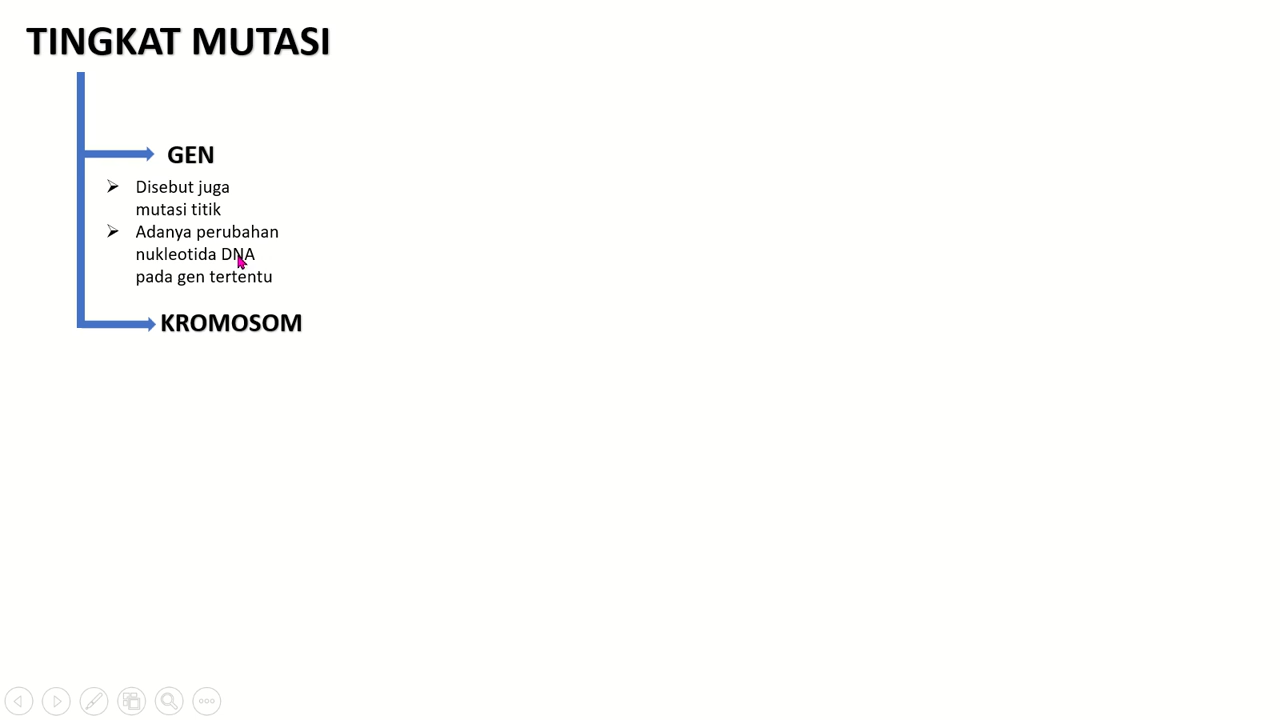 TINGKAT MUTASI
GEN
Disebut juga
mutasi titik
Adanya perubahan
nukleotida DNA
pada gen tertentu
KROMOSOM